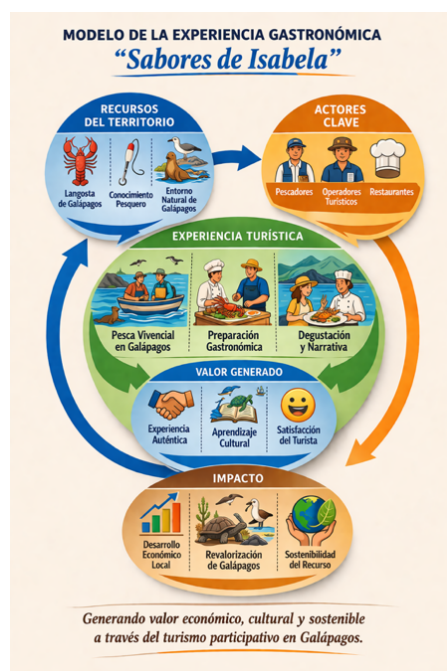 MODELO DE LA EXPERIENCIA GASTRONÓMICA
“Sabores de Isabela”
RECURSOS
DEL TERRITORIO
Langosta
de Galápagos
Conocimiento
Pesquero
Entorno
Natural de
Galápagos
ACTORES
CLAVE
Pescadores
Operadores
Turísticos
Restaurantes
EXPERIENCIA TURÍSTICA
Pesca Vivencial
en Galápagos
Preparación
Gastronómica
Degustación
y Narrativa
VALOR GENERADO
Experiencia
Auténtica
Aprendizaje
Cultural
Satisfacción
del Turista
IMPACTO
Desarrollo
Económico
Local
Revalorización
de Galápagos
Sostenibilidad
del Recurso
Generando valor económico, cultural y sostenible
a través del turismo participativo en Galápagos.